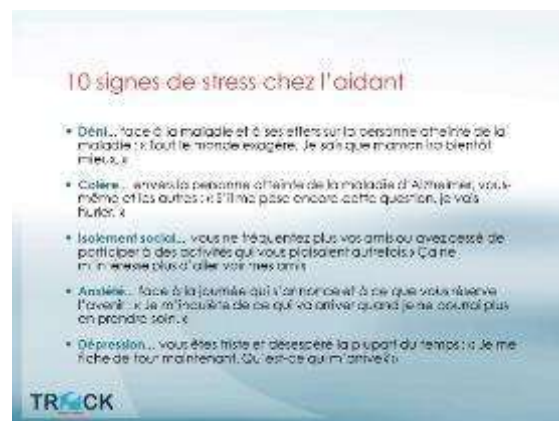 10 signes de stress chez l'aidant
• Déni... face à la maladie et à ses effets sur la personne atteinte de la
maladie : « Tout le monde exagère. Je sais que maman ira bientôt
mieux. »
• Colère... envers la personne atteinte de la maladie d'Alzheimer, vous-
même et les autres : « S'il me pose encore cette question, je vais
hurler. »
• Isolement social... vous ne fréquentez plus vos amis ou avez cessé de
participer à des activités qui vous plaisaient autrefois » Ça ne
m'intéresse plus d'aller voir mes amis
• Anxiété... face à la journée qui s'annonce et à ce que vous réserve
l'avenir : « Je m'inquiète de ce qui va arriver quand je ne pourrai plus
en prendre soin. »
• Dépression... vous êtes triste et désespéré la plupart du temps : « Je me
fiche de tout maintenant. Qu'est-ce qui m'arrive ? »
TRACK